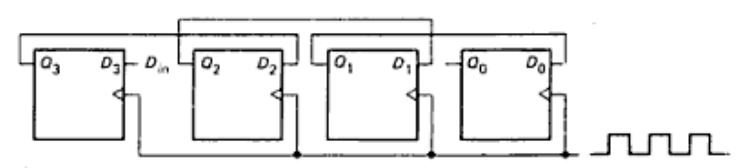 Q3 D3 Din Q2 D2 Q1 D1 Q0 D0